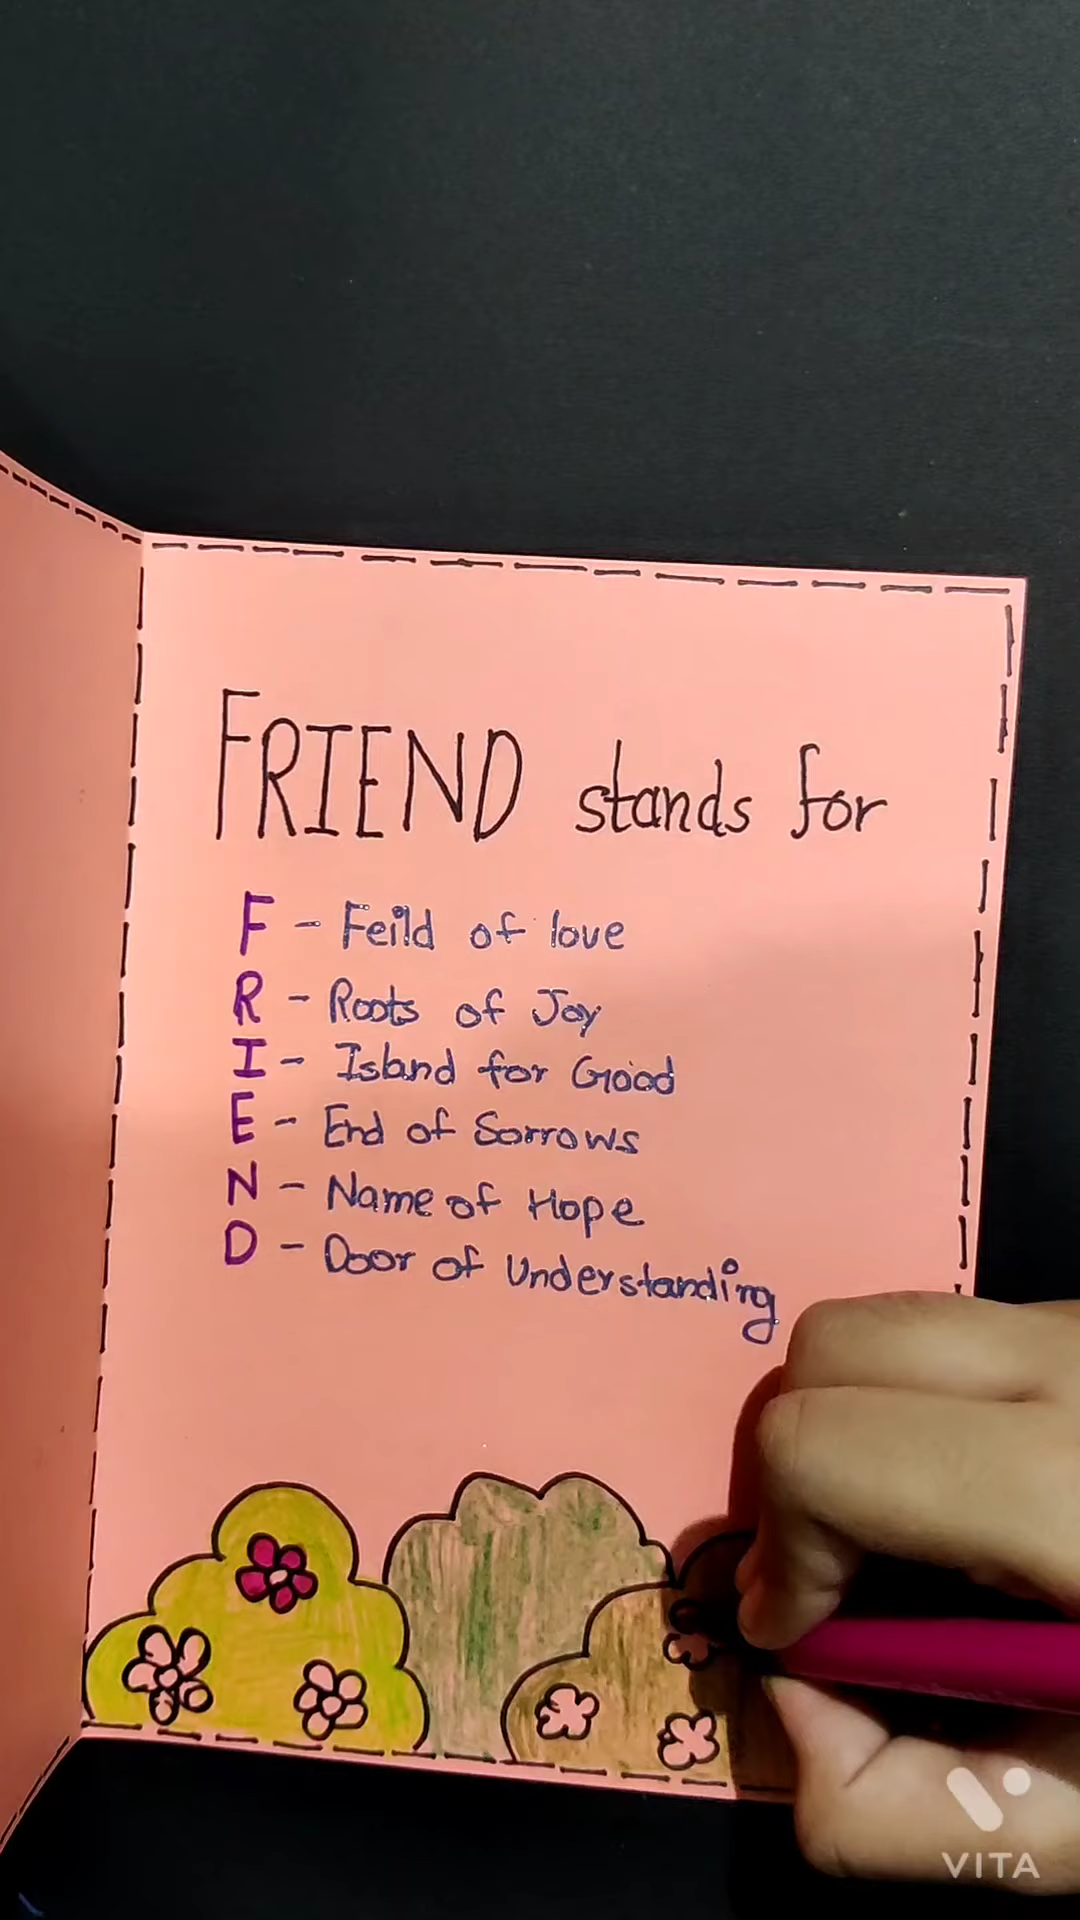 FRIEND stands for
F - Feild of love
R - Roots of Joy
I - Island for Good
E - End of Sorrows
N - Name of Hope
D - Door of Understanding
VITA